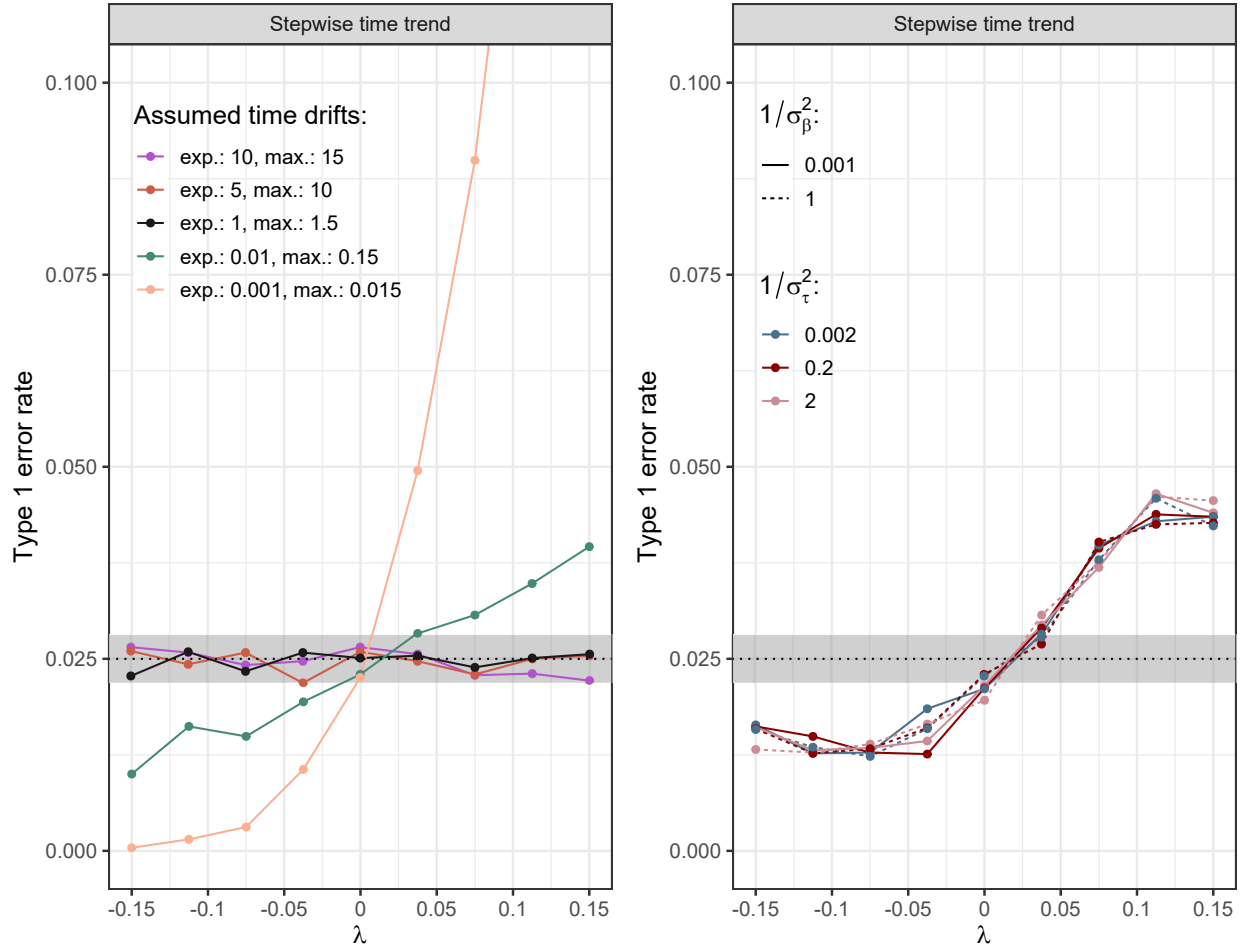 Stepwise time trend
Type 1 error rate
0.100
0.075
0.050
0.025
0.000
Assumed time drifts:
exp.: 10, max.: 15
exp.: 5, max.: 10
exp.: 1, max.: 1.5
exp.: 0.01, max.: 0.15
exp.: 0.001, max.: 0.015
-0.15 -0.1 -0.05 0 0.05 0.1 0.15
λ
Stepwise time trend
Type 1 error rate
0.100
0.075
0.050
0.025
0.000
1/σ²β:
0.001
1
1/σ²τ:
0.002
0.2
2
-0.15 -0.1 -0.05 0 0.05 0.1 0.15
λ